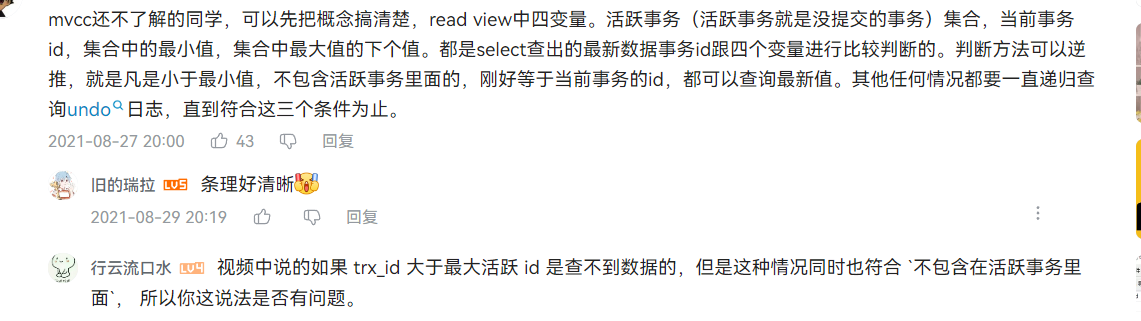 mvcc还不了解的同学，可以先把概念搞清楚，read view中四变量。活跃事务（活跃事务就是没提交的事务）集合，当前事务
id，集合中的最小值，集合中最大值的下个值。都是select查出的最新数据事务id跟四个变量进行比较判断的。判断方法可以逆
推，就是凡是小于最小值，不包含活跃事务里面的，刚好等于当前事务的id，都可以查询最新值。其他任何情况都要一直递归查
询undo日志，直到符合这三个条件为止。
2021-08-27 20:00 43 回复
旧的瑞拉 LV5 条理好清晰
2021-08-29 20:19 回复
行云流口水 LV4 视频中说的如果 trx_id 大于最大活跃 id 是查不到数据的，但是这种情况同时也符合 `不包含在活跃事务里
面`， 所以你这说法是否有问题。